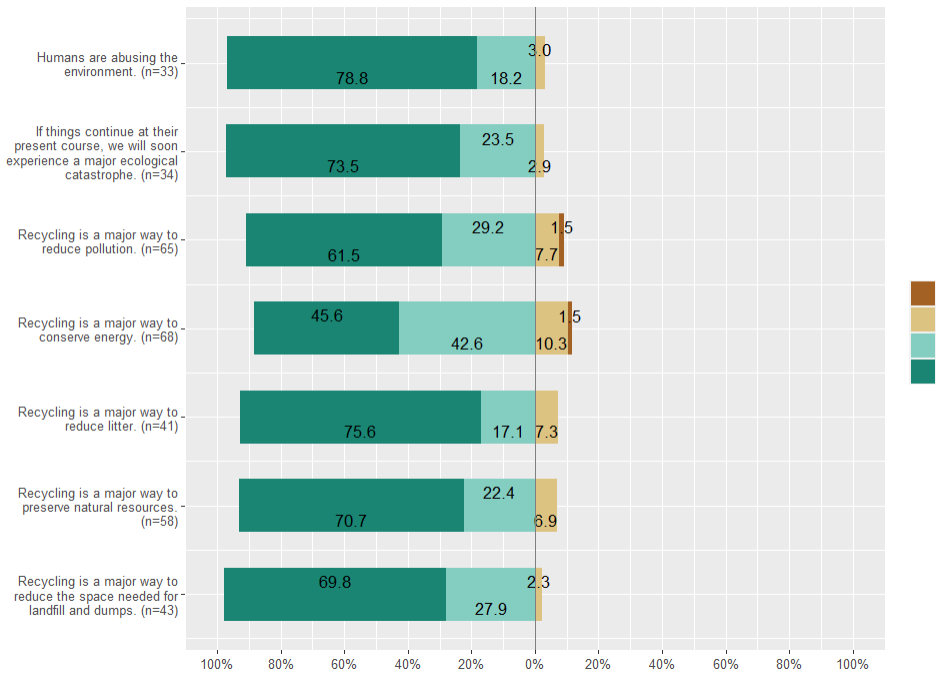 Humans are abusing the
environment. (n=33)
3.0
78.8
18.2
If things continue at their
present course, we will soon
experience a major ecological
catastrophe. (n=34)
23.5
73.5
2.9
Recycling is a major way to
reduce pollution. (n=65)
29.2
1.5
61.5
7.7
Recycling is a major way to
conserve energy. (n=68)
45.6
1.5
42.6
10.3
Recycling is a major way to
reduce litter. (n=41)
75.6
17.1
7.3
Recycling is a major way to
preserve natural resources.
(n=58)
22.4
70.7
6.9
Recycling is a major way to
reduce the space needed for
landfill and dumps. (n=43)
69.8
2.3
27.9
100% 80% 60% 40% 20% 0% 20% 40% 60% 80% 100%